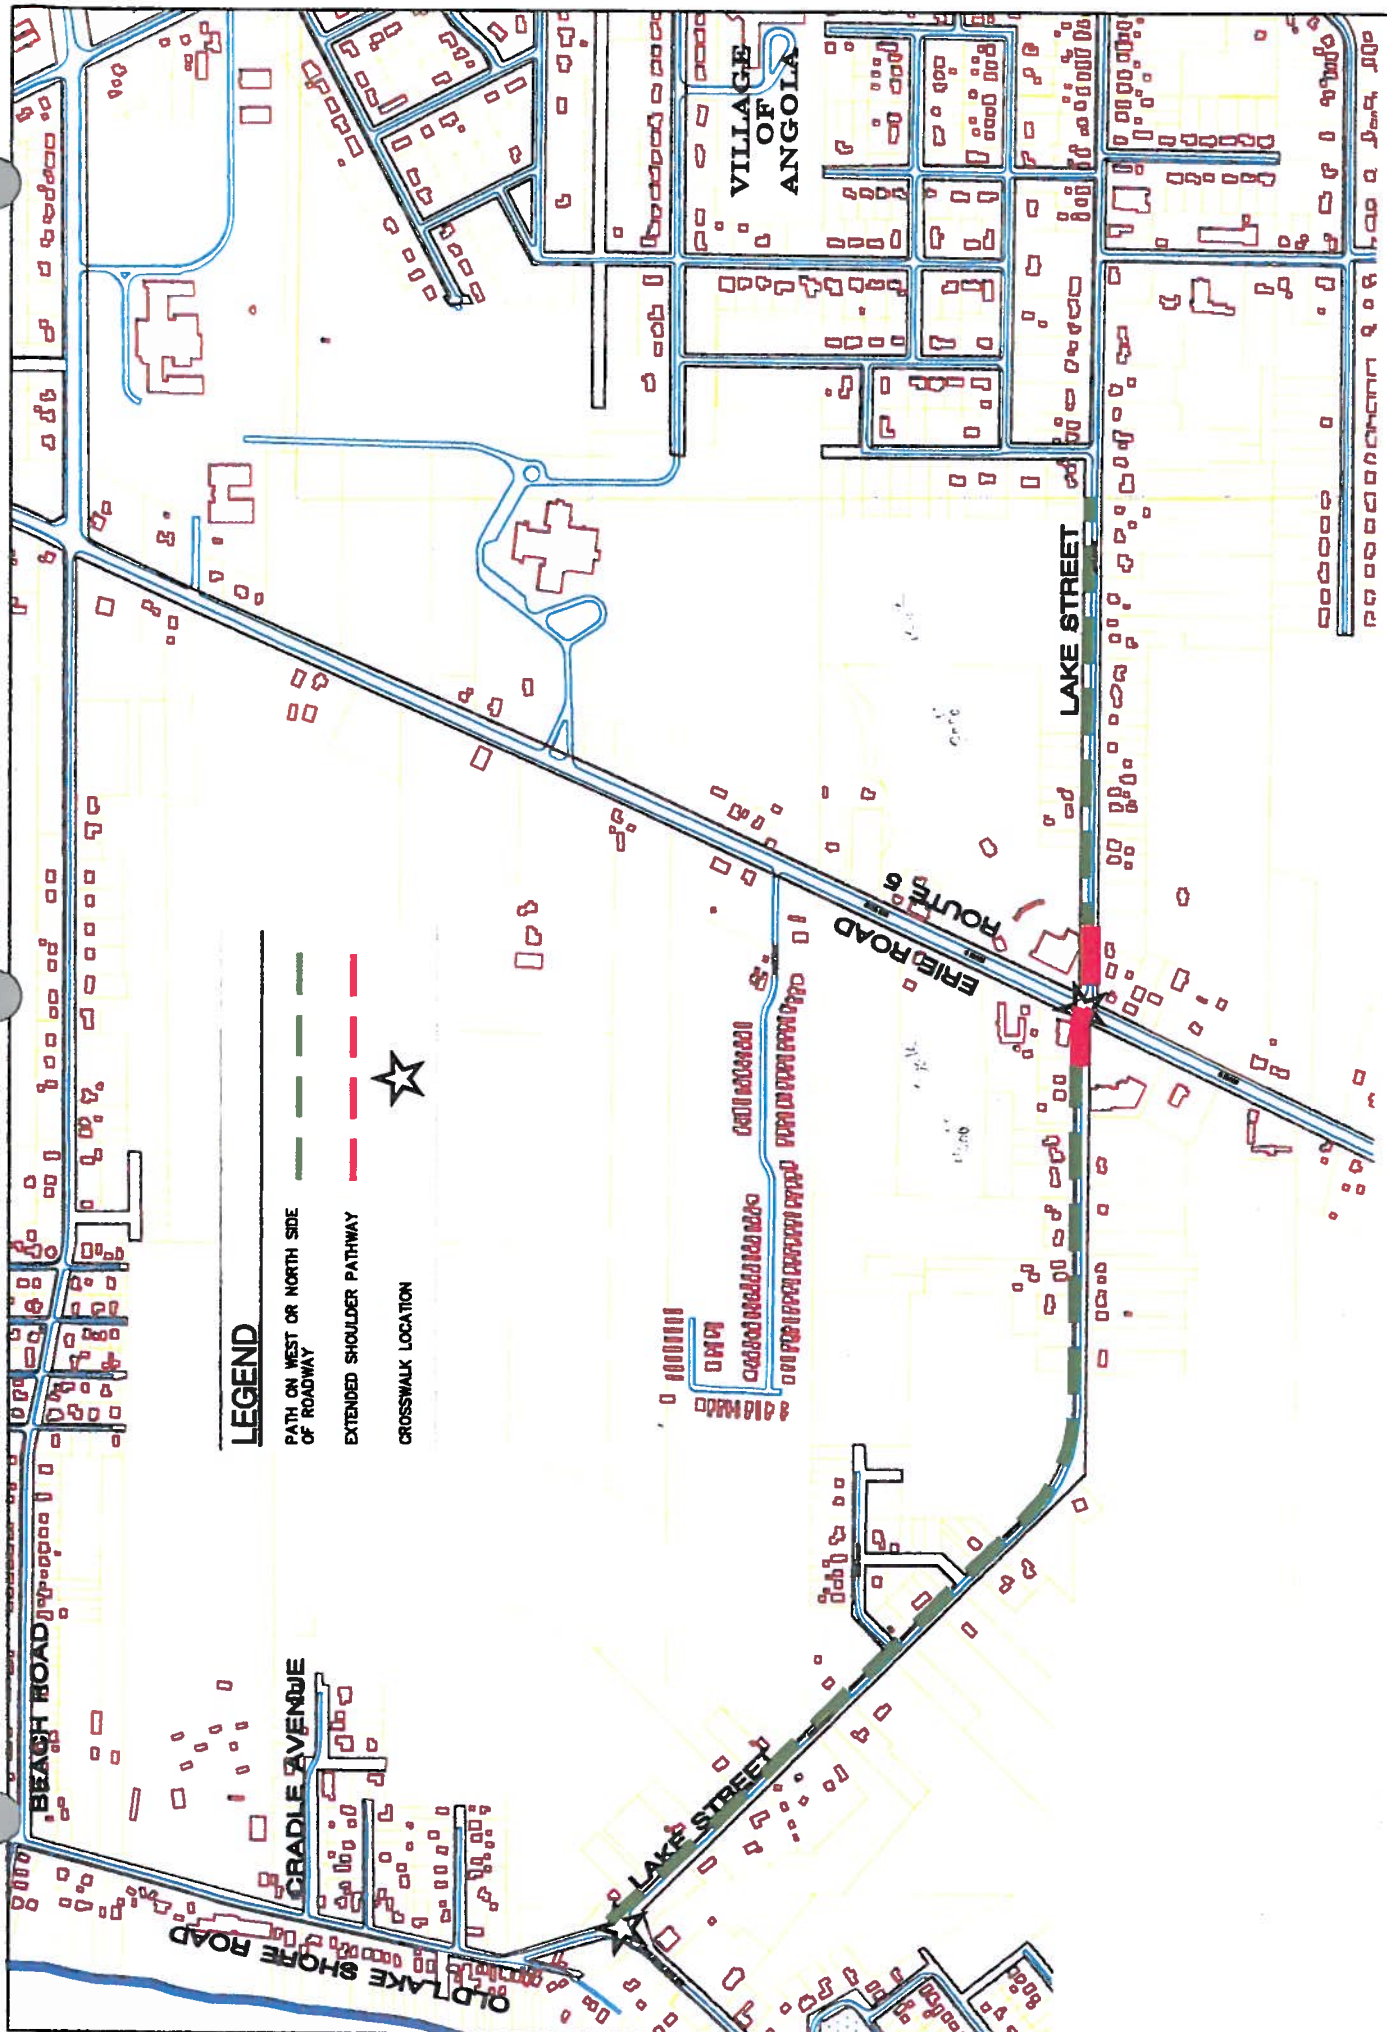 VILLAGE
OF
ANGOLA
LAKE STREET
ROUTE 5
ERIE ROAD
LEGEND
PATH ON WEST OR NORTH SIDE
OF ROADWAY
EXTENDED SHOULDER PATHWAY
CROSSWALK LOCATION
BEACH ROAD
CRADLE AVENUE
LAKE STREET
OLD LAKE SHORE ROAD